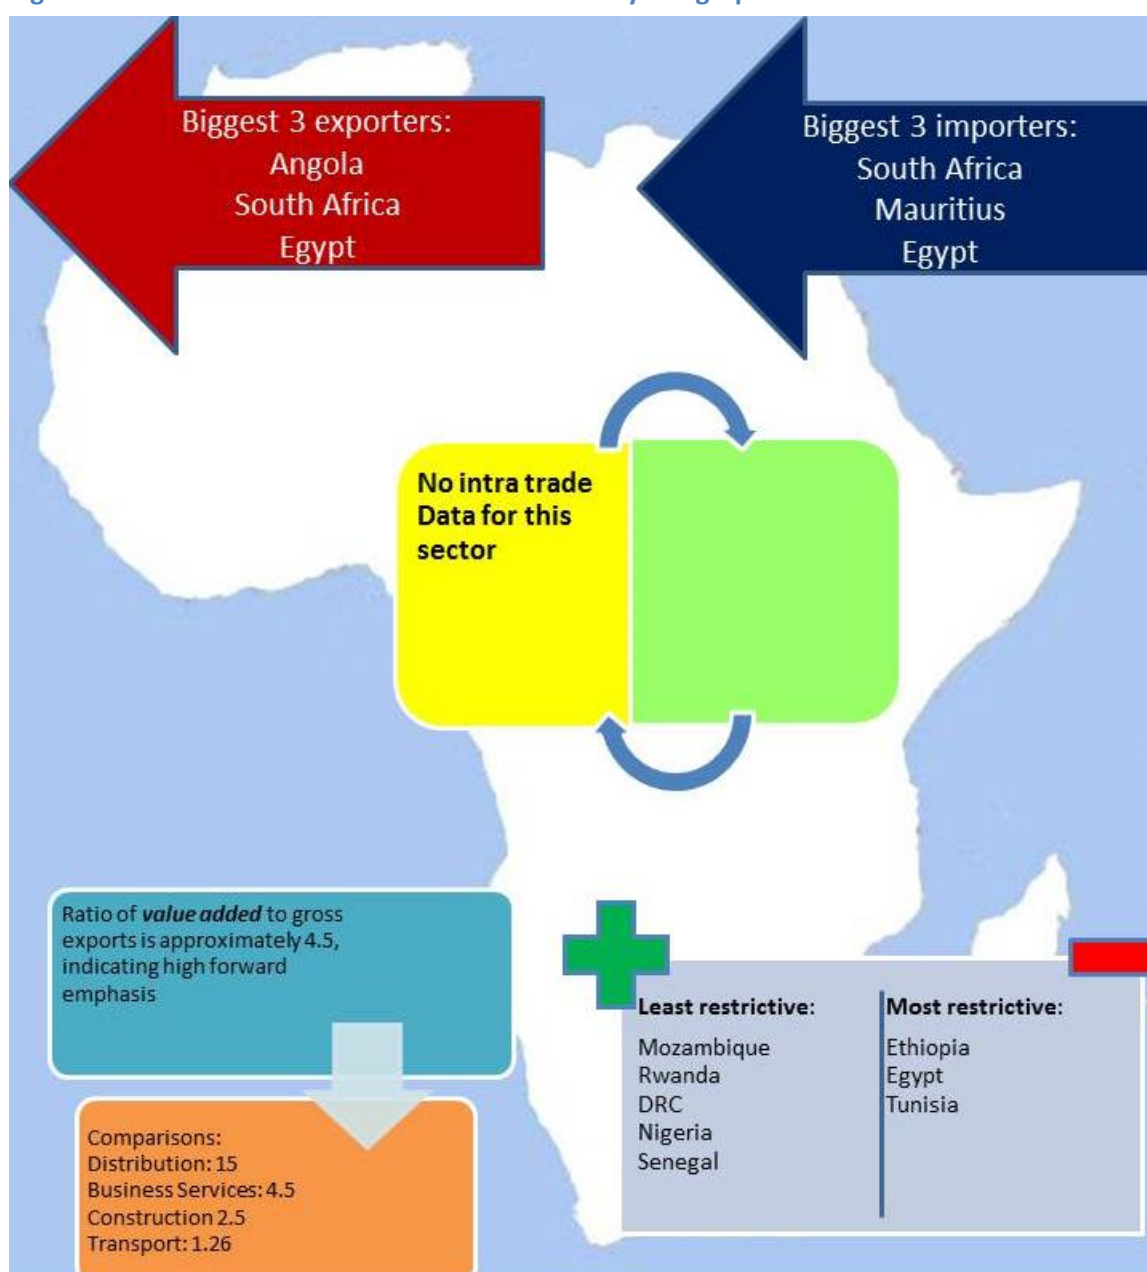 Biggest 3 exporters:
Angola
South Africa
Egypt
Biggest 3 importers:
South Africa
Mauritius
Egypt
No intra trade
Data for this
sector
Ratio of value added to gross
exports is approximately 4.5,
indicating high forward
emphasis
Comparisons:
Distribution: 15
Business Services: 4.5
Construction 2.5
Transport: 1.26
Least restrictive:
Mozambique
Rwanda
DRC
Nigeria
Senegal
Most restrictive:
Ethiopia
Egypt
Tunisia